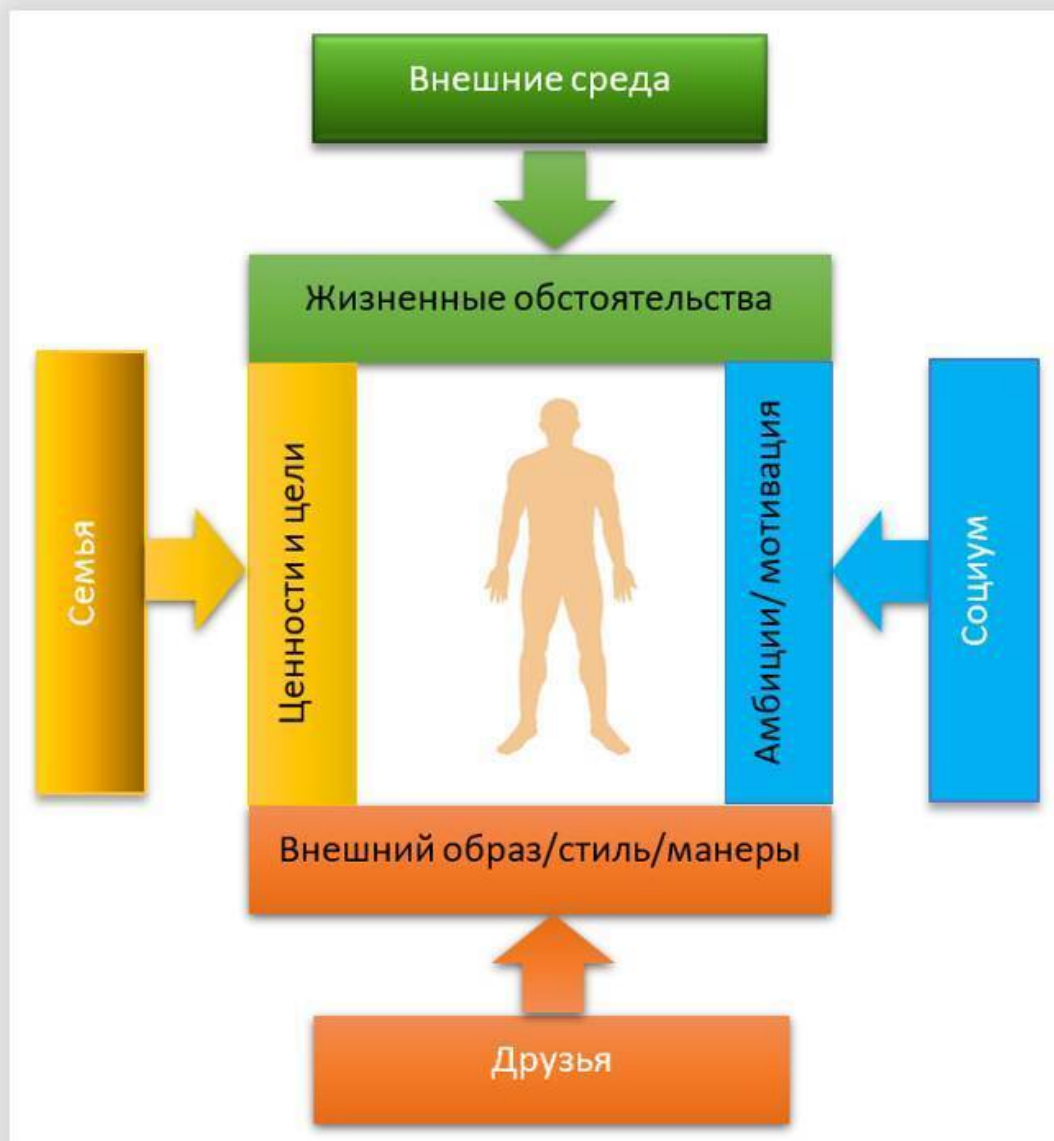 Внешние среда
Жизненные обстоятельства
Семья
Ценности и цели
Амбиции/ мотивация
Социум
Внешний образ/стиль/манеры
Друзья